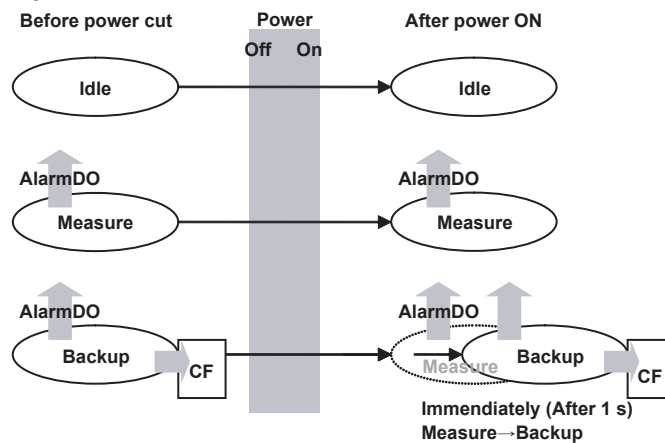 Before power cut
Power
After power ON
Off On
Idle
Idle
AlarmDO
AlarmDO
Measure
Measure
AlarmDO
AlarmDO
Backup
CF
Measure
Backup
CF
Immendiately (After 1 s)
Measure→Backup